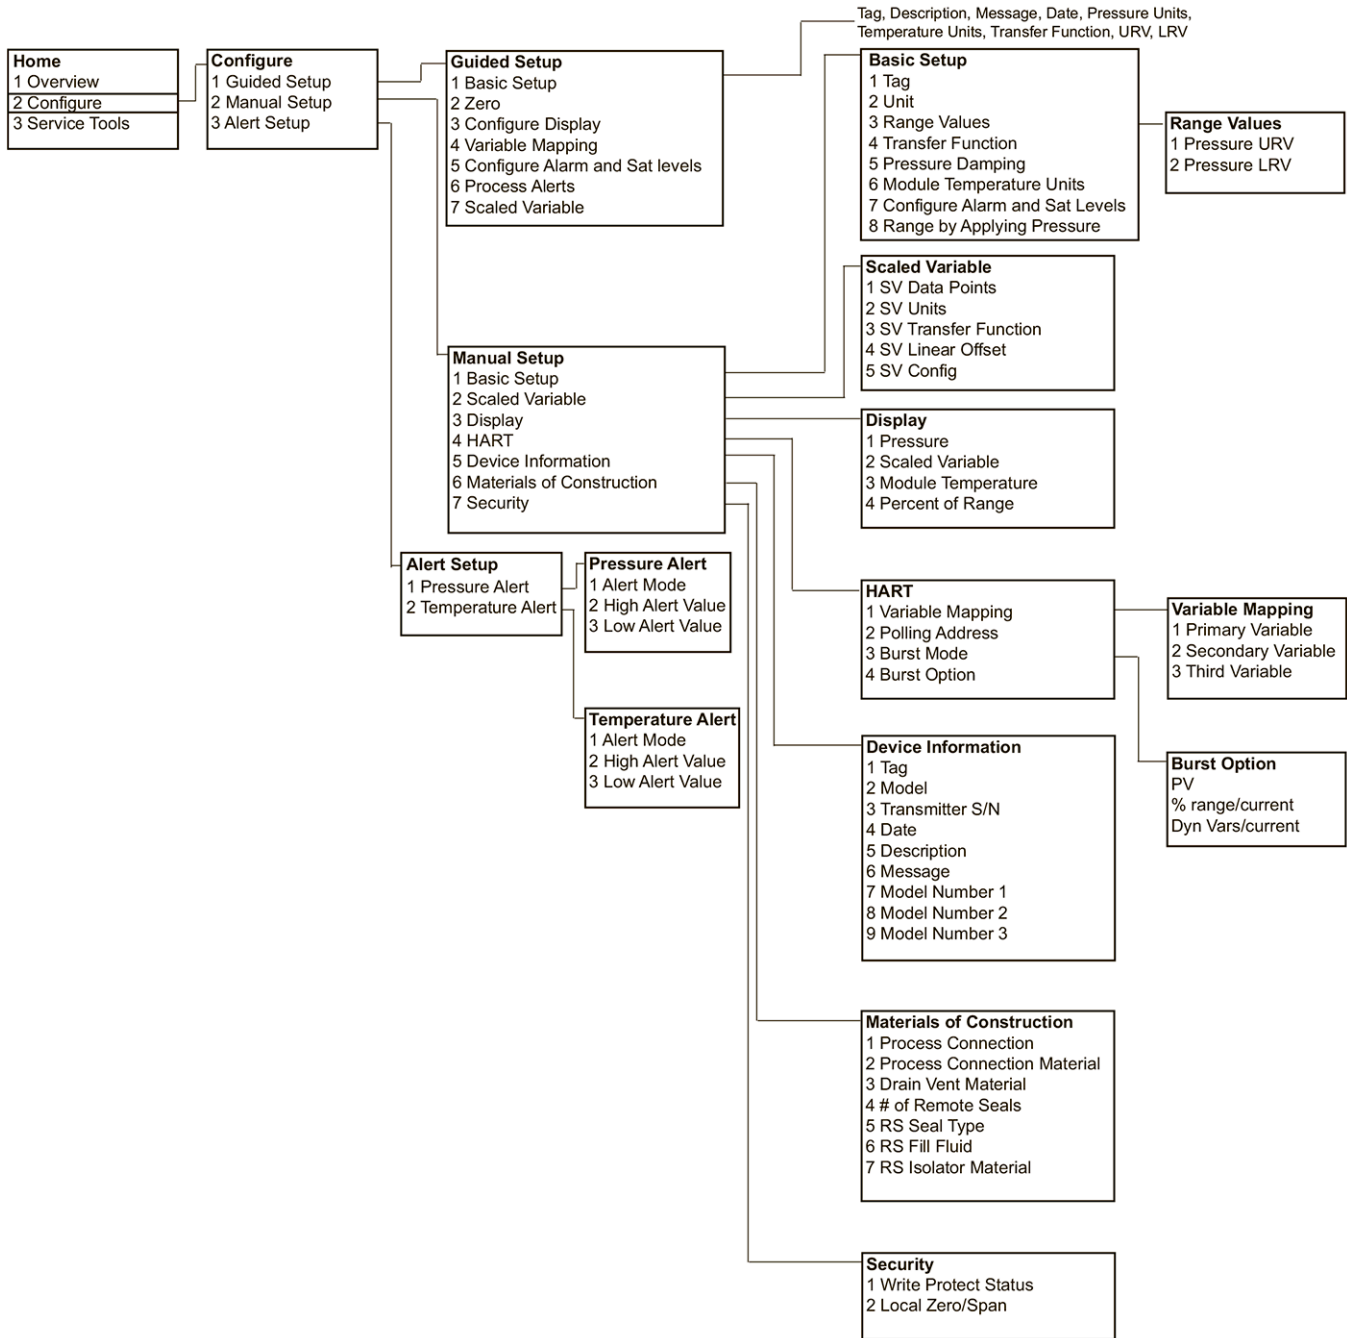 Tag, Description, Message, Date, Pressure Units,
Temperature Units, Transfer Function, URV, LRV
Home
1 Overview
2 Configure
3 Service Tools
Configure
1 Guided Setup
2 Manual Setup
3 Alert Setup
Guided Setup
1 Basic Setup
2 Zero
3 Configure Display
4 Variable Mapping
5 Configure Alarm and Sat levels
6 Process Alerts
7 Scaled Variable
Basic Setup
1 Tag
2 Unit
3 Range Values
4 Transfer Function
5 Pressure Damping
6 Module Temperature Units
7 Configure Alarm and Sat Levels
8 Range by Applying Pressure
Range Values
1 Pressure URV
2 Pressure LRV
Scaled Variable
1 SV Data Points
2 SV Units
3 SV Transfer Function
4 SV Linear Offset
5 SV Config
Manual Setup
1 Basic Setup
2 Scaled Variable
3 Display
4 HART
5 Device Information
6 Materials of Construction
7 Security
Display
1 Pressure
2 Scaled Variable
3 Module Temperature
4 Percent of Range
Alert Setup
1 Pressure Alert
2 Temperature Alert
Pressure Alert
1 Alert Mode
2 High Alert Value
3 Low Alert Value
HART
1 Variable Mapping
2 Polling Address
3 Burst Mode
4 Burst Option
Variable Mapping
1 Primary Variable
2 Secondary Variable
3 Third Variable
Temperature Alert
1 Alert Mode
2 High Alert Value
3 Low Alert Value
Device Information
1 Tag
2 Model
3 Transmitter S/N
4 Date
5 Description
6 Message
7 Model Number 1
8 Model Number 2
9 Model Number 3
Burst Option
PV
% range/current
Dyn Vars/current
Materials of Construction
1 Process Connection
2 Process Connection Material
3 Drain Vent Material
4 # of Remote Seals
5 RS Seal Type
6 RS Fill Fluid
7 RS Isolator Material
Security
1 Write Protect Status
2 Local Zero/Span